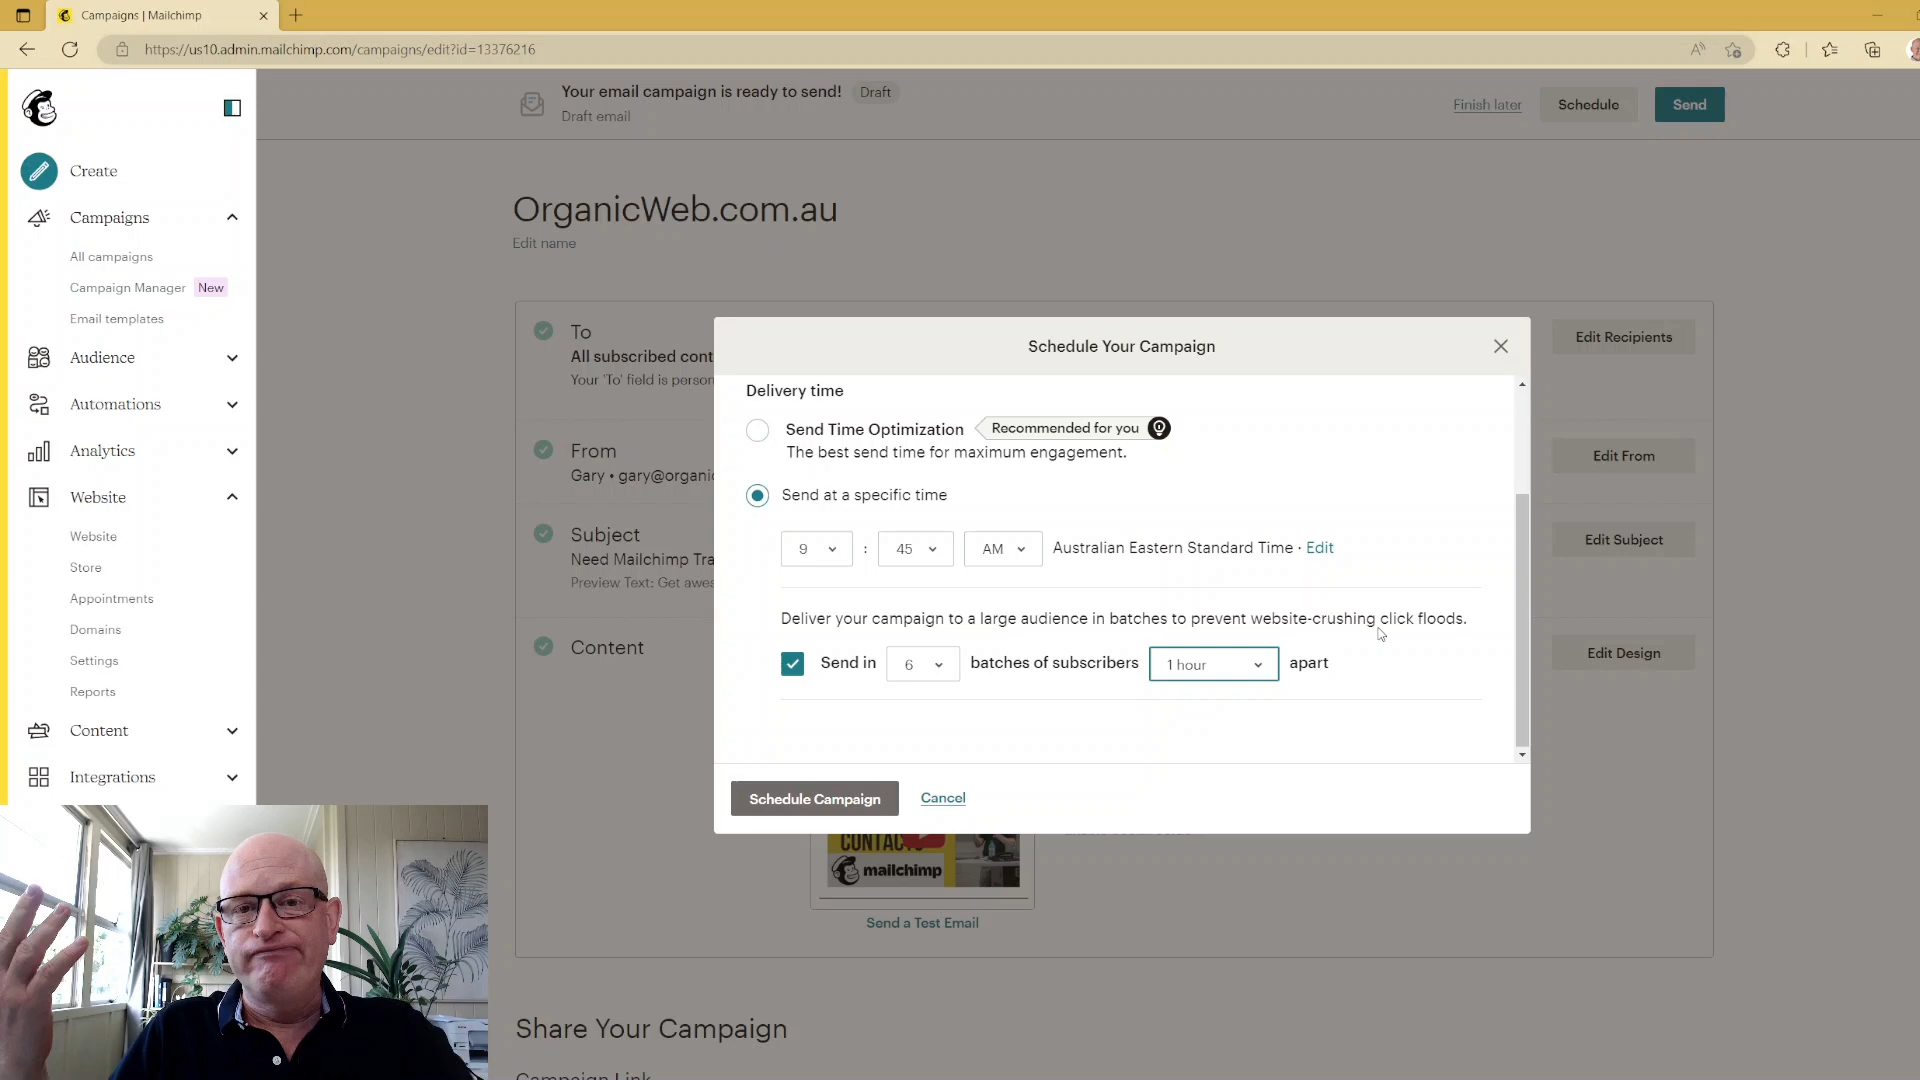 Campaigns | Mailchimp
https://us10.admin.mailchimp.com/campaigns/edit?id=13376216
Your email campaign is ready to send! Draft
Draft email
Finish later
Schedule
Send
Create
Campaigns
All campaigns
Campaign Manager New
Email templates
Audience
Automations
Analytics
Website
Website
Store
Appointments
Domains
Settings
Reports
Content
Integrations
OrganicWeb.com.au
Edit name
To
All subscribed cont
Your 'To' field is person
Edit Recipients
From
Gary • gary@organic
Edit From
Subject
Need Mailchimp Tra
Preview Text: Get awes
Edit Subject
Content
Edit Design
Schedule Your Campaign
Delivery time
Send Time Optimization Recommended for you
The best send time for maximum engagement.
Send at a specific time
9 : 45 AM Australian Eastern Standard Time · Edit
Deliver your campaign to a large audience in batches to prevent website-crushing click floods.
Send in 6 batches of subscribers 1 hour apart
Schedule Campaign
Cancel
CONTACTS
mailchimp
Send a Test Email
Share Your Campaign
Campaign Link